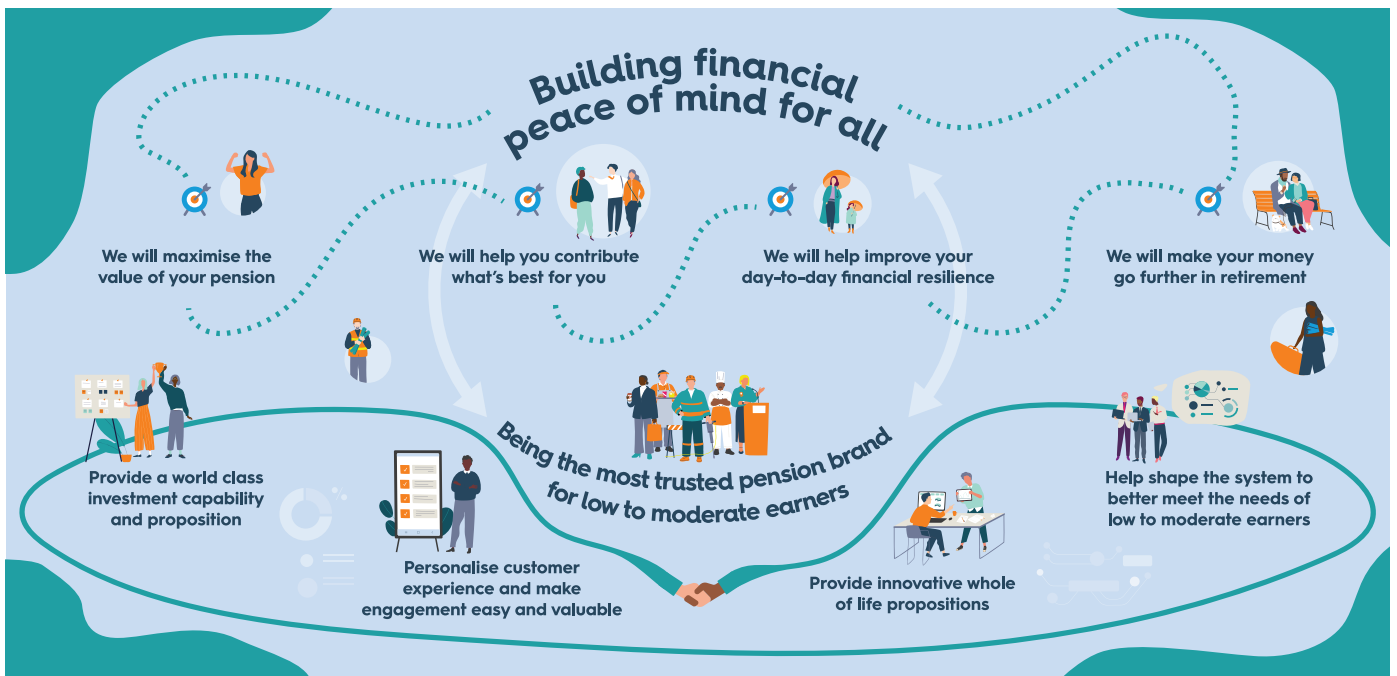 Building financial
peace of mind for all
We will maximise the
value of your pension
We will help you contribute
what's best for you
We will help improve your
day-to-day financial resilience
We will make your money
go further in retirement
Being the most trusted pension brand
for low to moderate earners
Provide a world class
investment capability
and proposition
Personalise customer
experience and make
engagement easy and valuable
Provide innovative whole
of life propositions
Help shape the system to
better meet the needs of
low to moderate earners